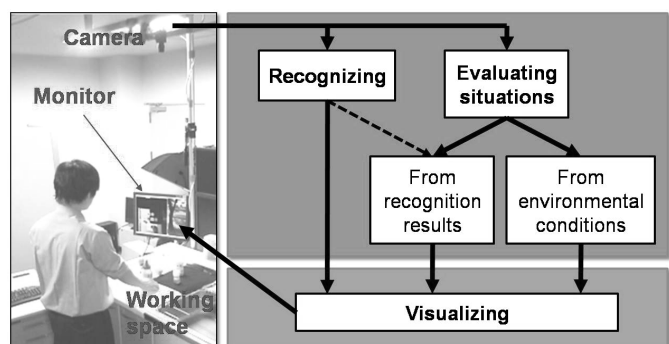 Camera
Monitor
Working
space
Recognizing
Evaluating
situations
From
recognition
results
From
environmental
conditions
Visualizing